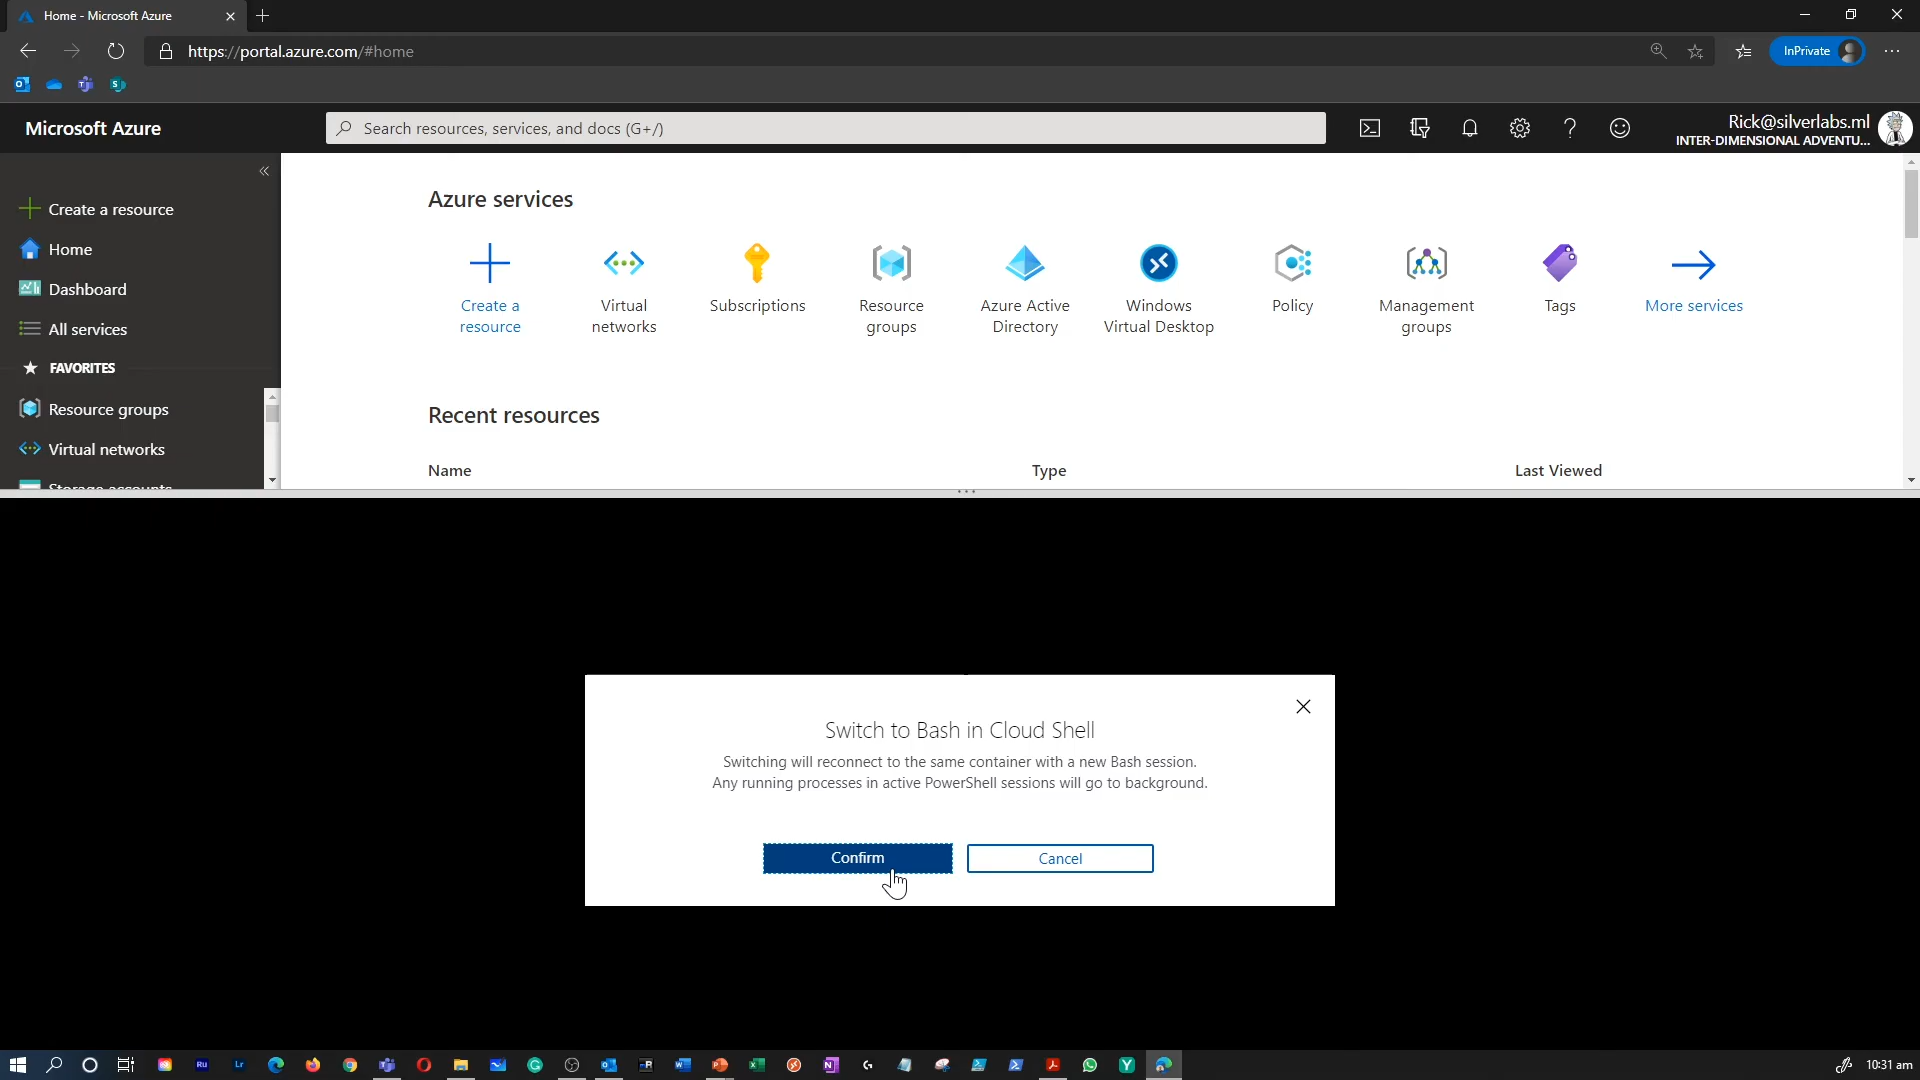 Home - Microsoft Azure
https://portal.azure.com/#home
InPrivate
Microsoft Azure
Search resources, services, and docs (G+/)
Rick@silverlabs.ml
INTER-DIMENSIONAL ADVENTU...
Create a resource
Home
Dashboard
All services
FAVORITES
Resource groups
Virtual networks
Storage accounts
Azure services
Create a
resource
Virtual
networks
Subscriptions
Resource
groups
Azure Active
Directory
Windows
Virtual Desktop
Policy
Management
groups
Tags
More services
Recent resources
Name
Type
Last Viewed
Switch to Bash in Cloud Shell
Switching will reconnect to the same container with a new Bash session.
Any running processes in active PowerShell sessions will go to background.
Confirm
Cancel
Ru
Lr
10:31 am